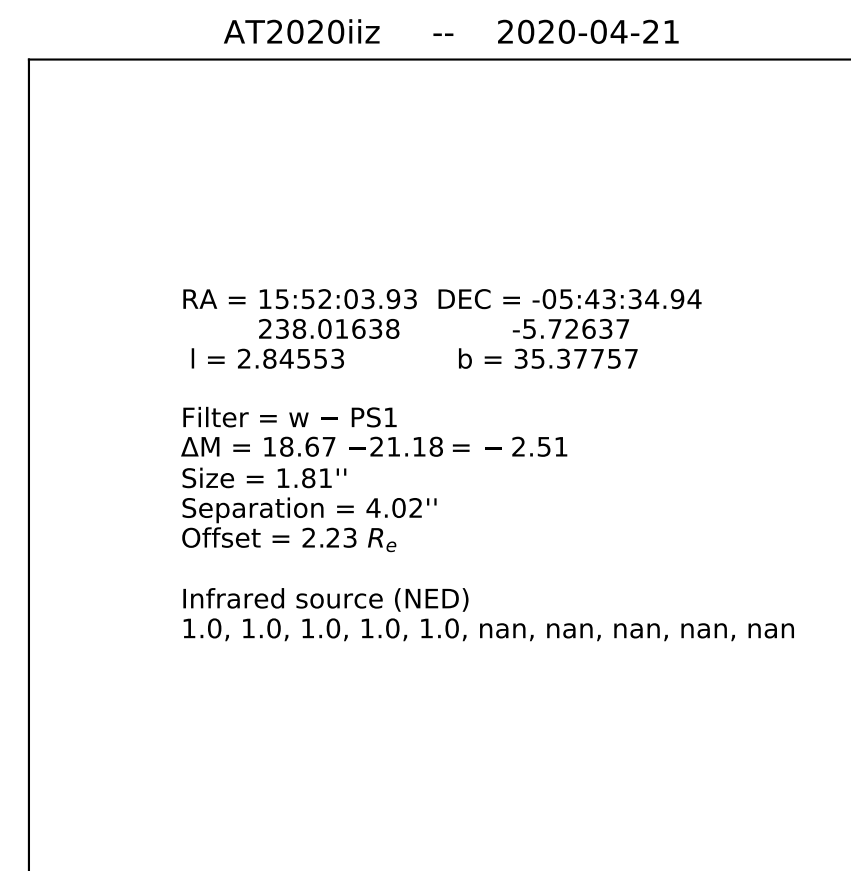 AT2020iiz -- 2020-04-21
RA = 15:52:03.93 DEC = -05:43:34.94
238.01638 -5.72637
l = 2.84553 b = 35.37757
Filter = w − PS1
ΔM = 18.67 −21.18 = − 2.51
Size = 1.81''
Separation = 4.02''
Offset = 2.23 Re
Infrared source (NED)
1.0, 1.0, 1.0, 1.0, 1.0, nan, nan, nan, nan, nan